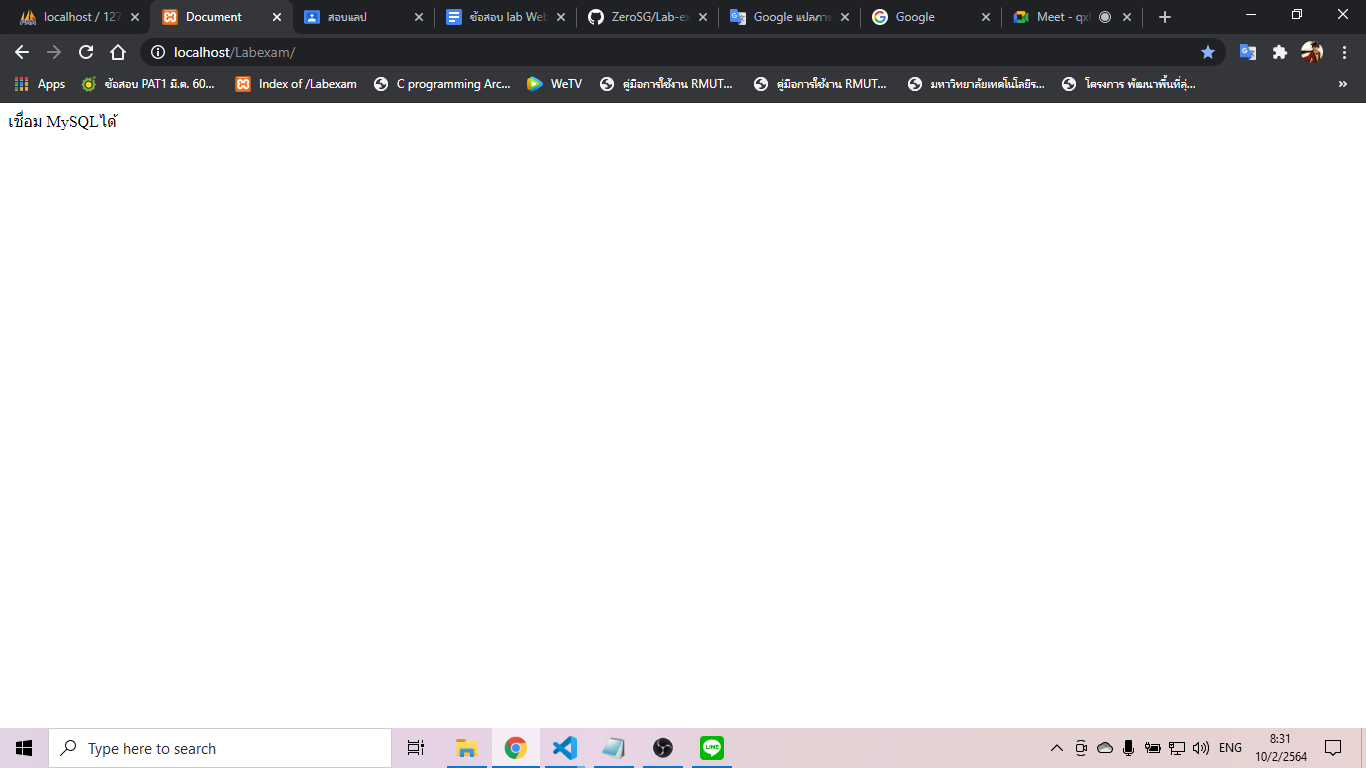 localhost / 127
Document
สอบแลป
ข้อสอบ lab Web
ZeroSG/Lab-ex
Google แปลภาษ
Google
Meet - qxl
localhost/Labexam/
Apps
ข้อสอบ PAT1 มี.ค. 60...
Index of /Labexam
C programming Arc...
WeTV
คู่มือการใช้งาน RMUT...
คู่มือการใช้งาน RMUT...
มหาวิทยาลัยเทคโนโลยีร...
โครงการ พัฒนาพื้นที่สุ่...
เชื่อม MySQLได้
Type here to search
ENG
8:31
10/2/2564